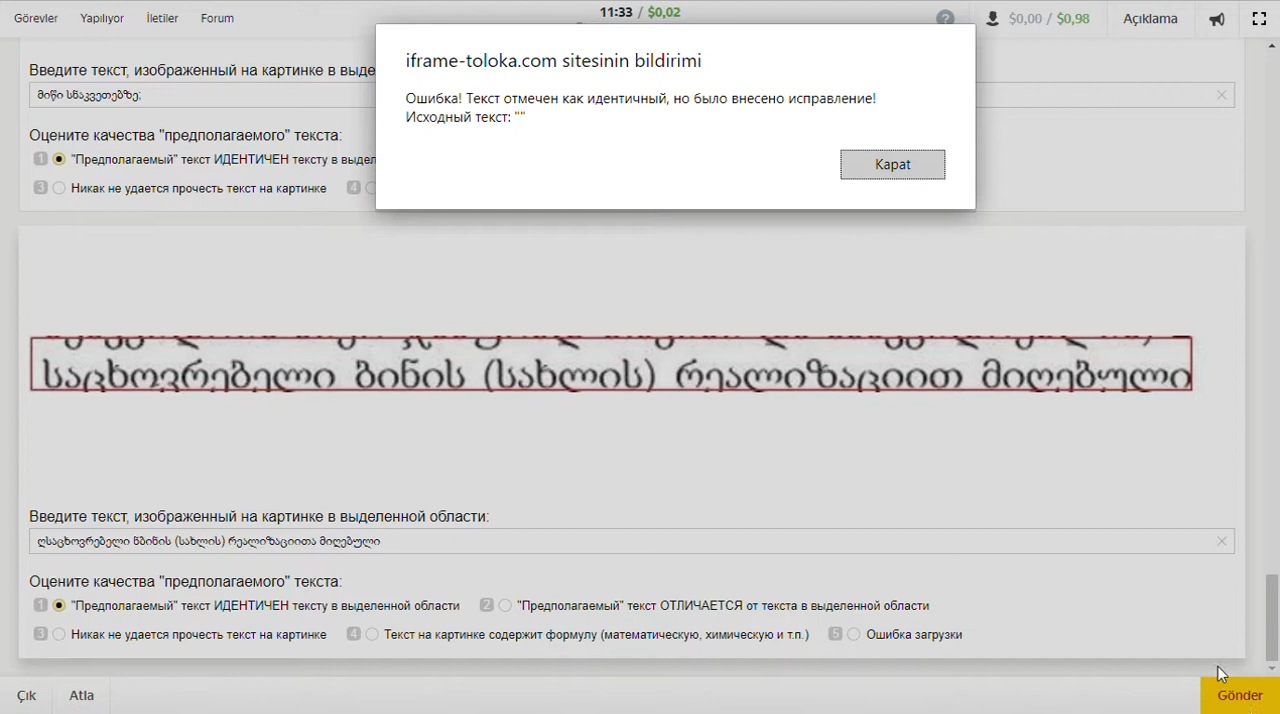 Görevler Yapılıyor İletiler Forum 11:33 / $0,02 ? $0,00 / $0,98 Açıklama
iframe-toloka.com sitesinin bildirimi
Ошибка! Текст отмечен как идентичный, но было внесено исправление!
Исходный текст: ""
Kapat
Введите текст, изображенный на картинке в выде
მიწი სნაკვეთებზე;
Оцените качества "предполагаемого" текста:
1 "Предполагаемый" текст ИДЕНТИЧЕН тексту в выдел
3 Никак не удается прочесть текст на картинке 4
საცხოვრებელი ბინის (სახლის) რეალიზაციით მიღებული
Введите текст, изображенный на картинке в выделенной области:
ღსაცხოვრებელი ნბინის (სახლის) რეალიზაციითა მიღებული
Оцените качества "предполагаемого" текста:
1 "Предполагаемый" текст ИДЕНТИЧЕН тексту в выделенной области 2 "Предполагаемый" текст ОТЛИЧАЕТСЯ от текста в выделенной области
3 Никак не удается прочесть текст на картинке 4 Текст на картинке содержит формулу (математическую, химическую и т.п.) 5 Ошибка загрузки
Çık Atla Gönder